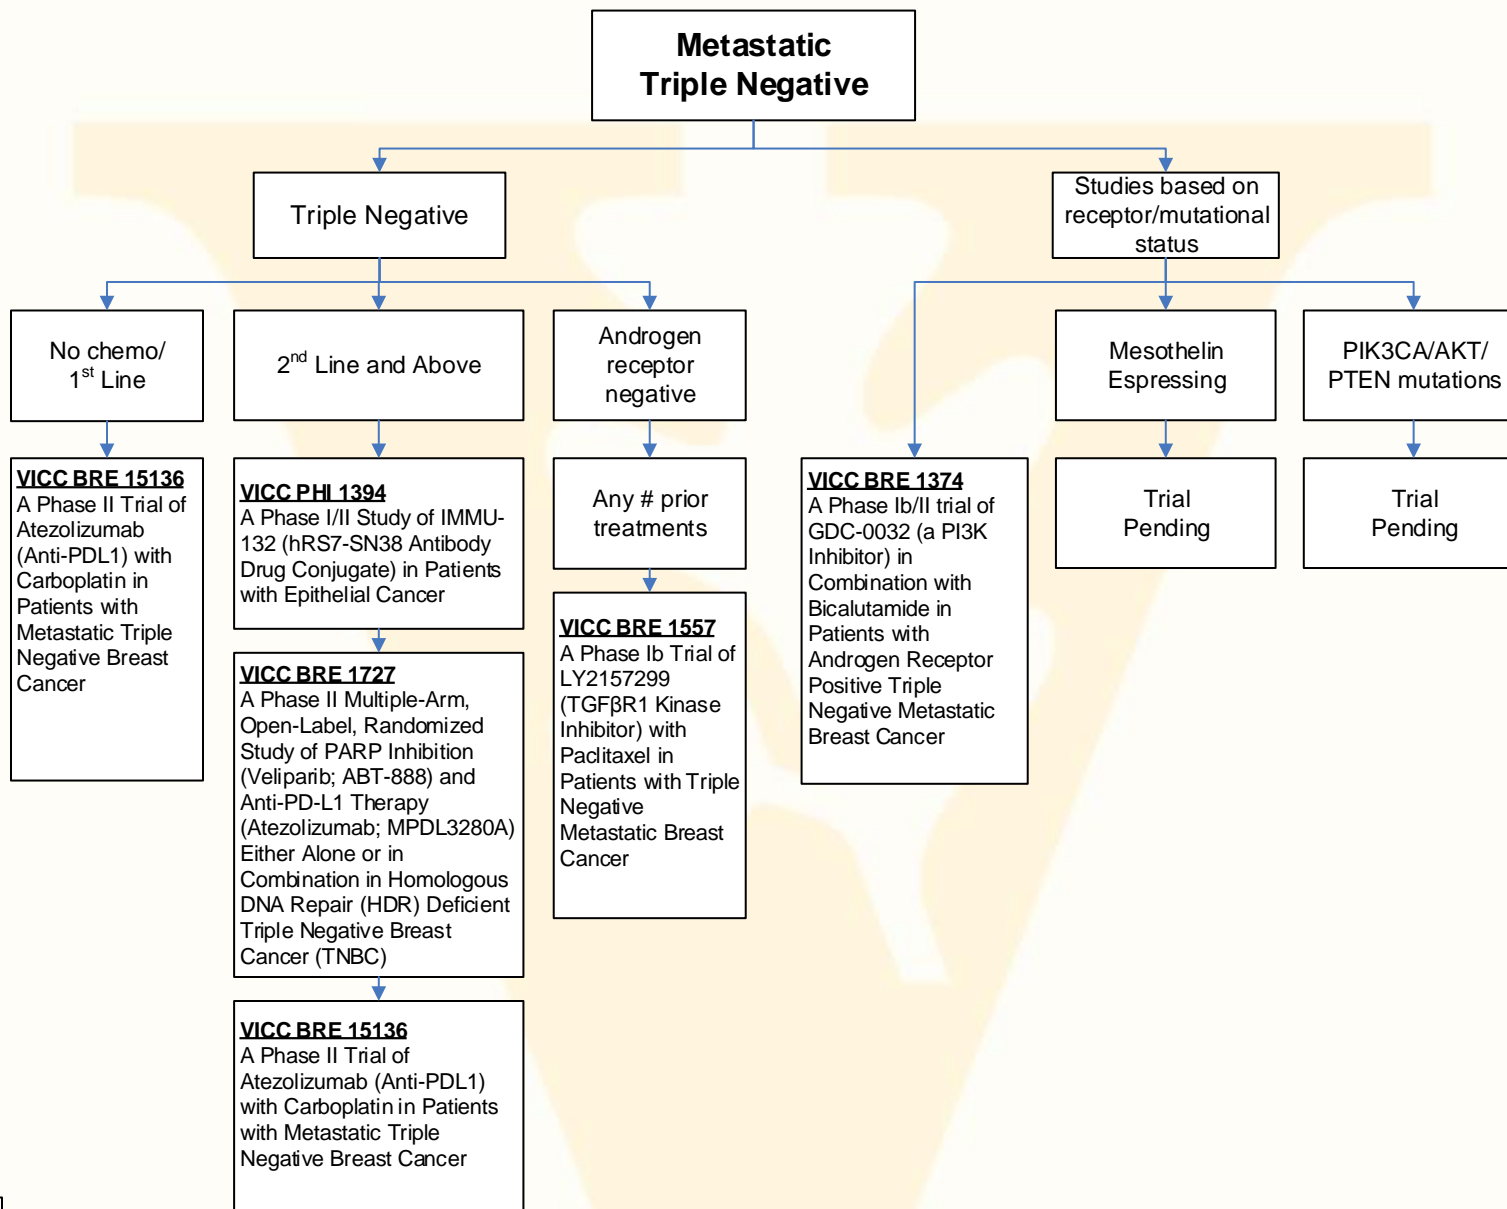 Metastatic
Triple Negative
Triple Negative
Studies based on
receptor/mutational
status
No chemo/
1st Line
2nd Line and Above
Androgen
receptor
negative
Mesothelin
Espressing
PIK3CA/AKT/
PTEN mutations
VICC BRE 15136
A Phase II Trial of
Atezolizumab
(Anti-PDL1) with
Carboplatin in
Patients with
Metastatic Triple
Negative Breast
Cancer
VICC PHI 1394
A Phase I/II Study of IMMU-
132 (hRS7-SN38 Antibody
Drug Conjugate) in Patients
with Epithelial Cancer
VICC BRE 1727
A Phase II Multiple-Arm,
Open-Label, Randomized
Study of PARP Inhibition
(Veliparib; ABT-888) and
Anti-PD-L1 Therapy
(Atezolizumab; MPDL3280A)
Either Alone or in
Combination in Homologous
DNA Repair (HDR) Deficient
Triple Negative Breast
Cancer (TNBC)
VICC BRE 15136
A Phase II Trial of
Atezolizumab (Anti-PDL1)
with Carboplatin in Patients
with Metastatic Triple
Negative Breast Cancer
Any # prior
treatments
VICC BRE 1557
A Phase Ib Trial of
LY2157299
(TGFβR1 Kinase
Inhibitor) with
Paclitaxel in
Patients with Triple
Negative
Metastatic Breast
Cancer
VICC BRE 1374
A Phase Ib/II trial of
GDC-0032 (a PI3K
Inhibitor) in
Combination with
Bicalutamide in
Patients with
Androgen Receptor
Positive Triple
Negative Metastatic
Breast Cancer
Trial
Pending
Trial
Pending